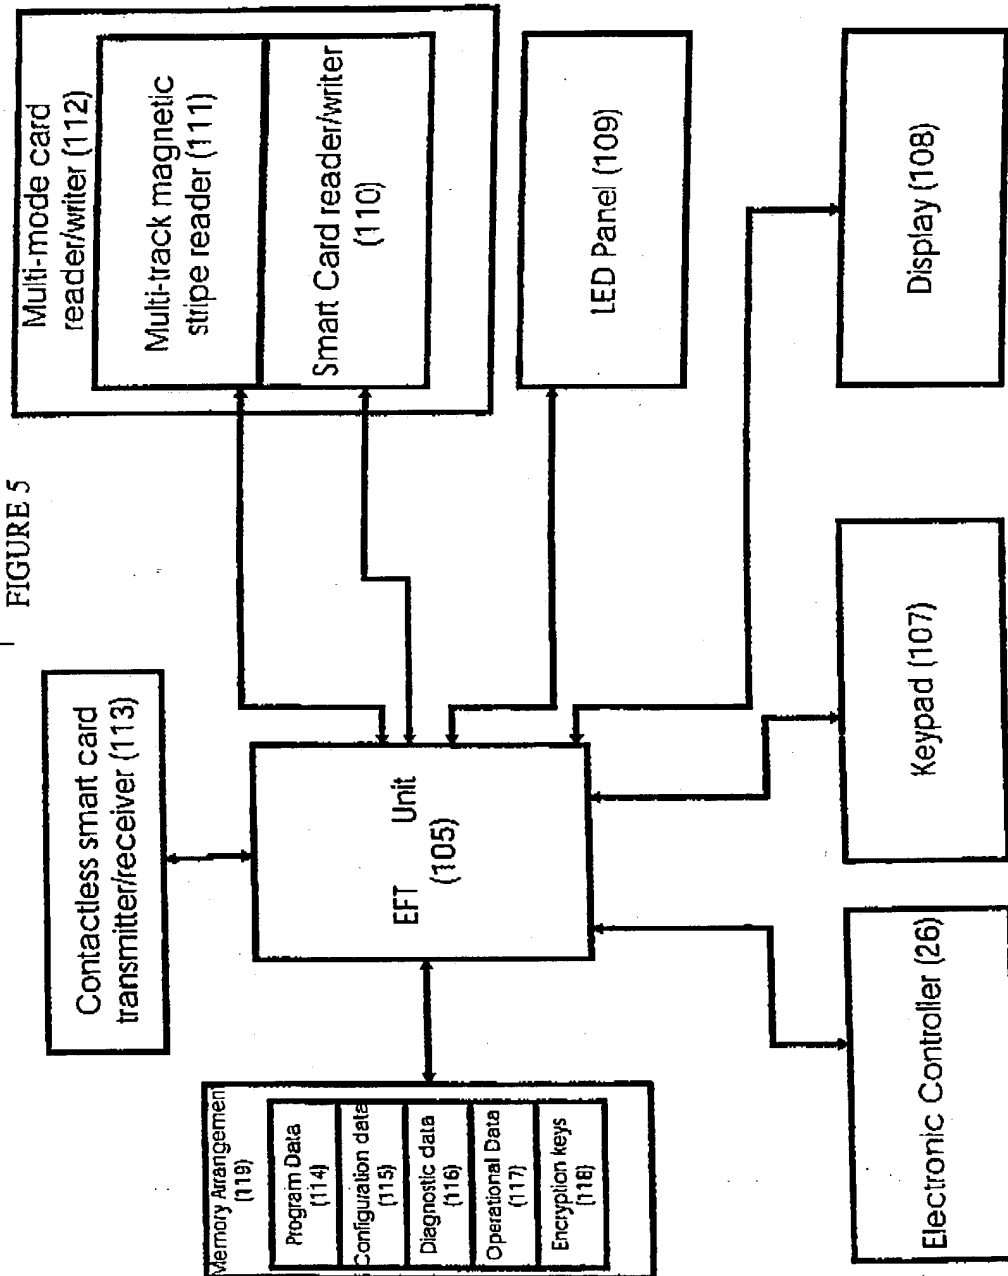 FIGURE 5
Multi-mode card
reader/writer (112)
Multi-track magnetic
stripe reader (111)
Smart Card reader/writer
(110)
LED Panel (109)
Display (108)
Contactless smart card
transmitter/receiver (113)
EFT Unit
(105)
Keypad (107)
Memory Arrangement
(119)
Program Data
(114)
Configuration data
(115)
Diagnostic data
(116)
Operational Data
(117)
Encryption keys
(118)
Electronic Controller (26)